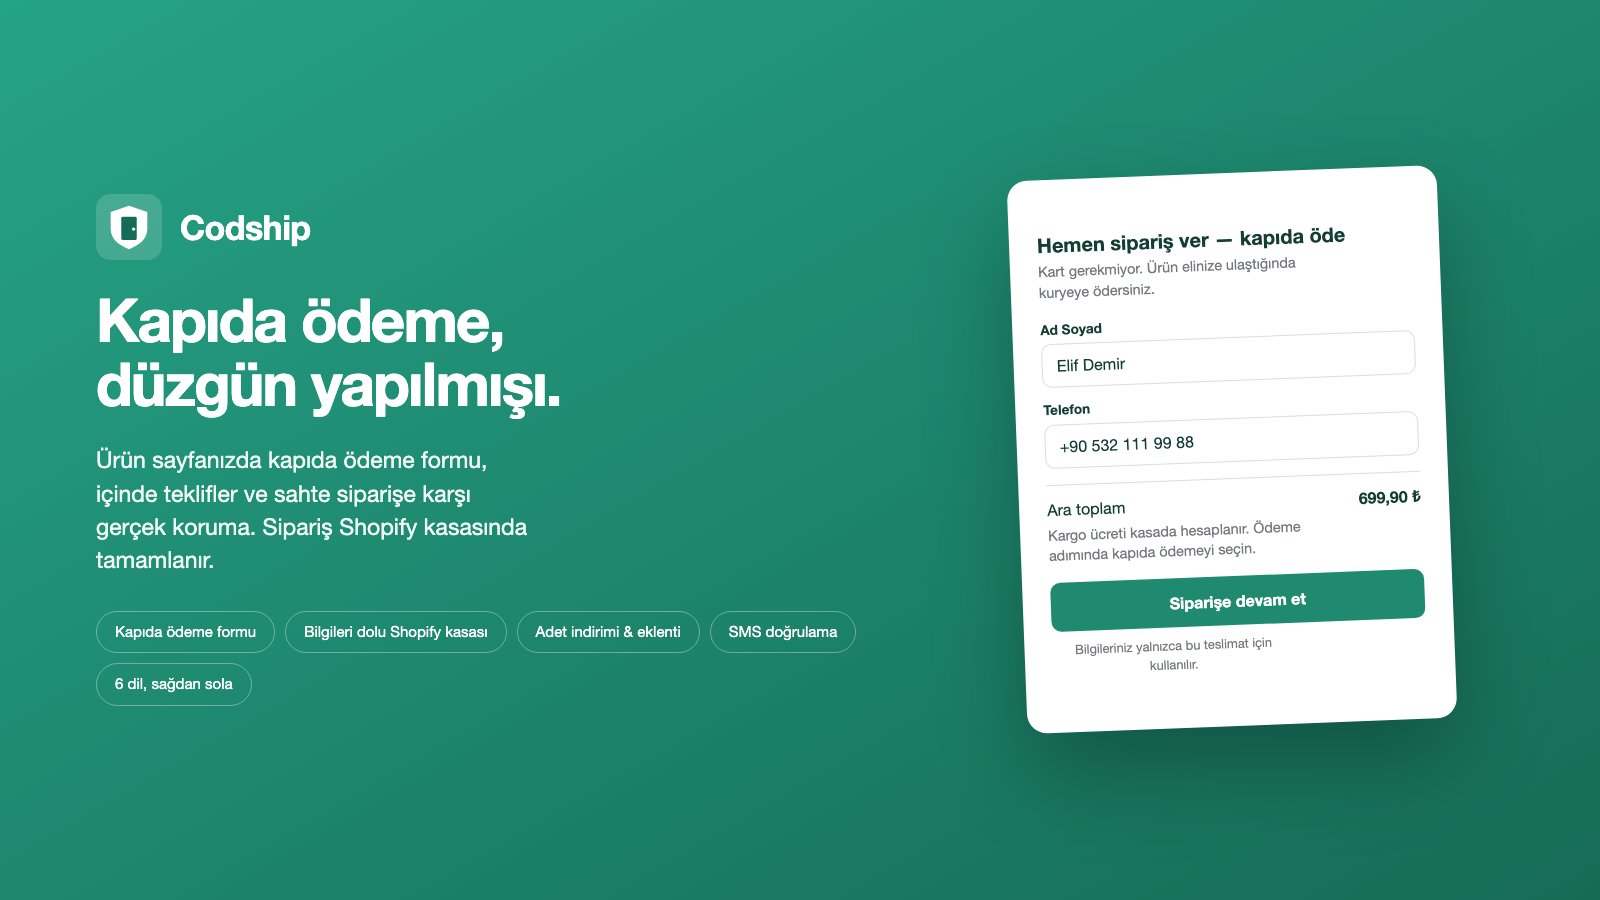 Codship
Kapıda ödeme,
düzgün yapılmışı.
Ürün sayfanızda kapıda ödeme formu,
içinde teklifler ve sahte siparişe karşı
gerçek koruma. Sipariş Shopify kasasında
tamamlanır.
Kapıda ödeme formu
Bilgileri dolu Shopify kasası
Adet indirimi & eklenti
SMS doğrulama
6 dil, sağdan sola
Hemen sipariş ver — kapıda öde
Kart gerekmiyor. Ürün elinize ulaştığında
kuryeye ödersiniz.
Ad Soyad
Elif Demir
Telefon
+90 532 111 99 88
Ara toplam 699,90 ₺
Kargo ücreti kasada hesaplanır. Ödeme
adımında kapıda ödemeyi seçin.
Siparişe devam et
Bilgileriniz yalnızca bu teslimat için
kullanılır.